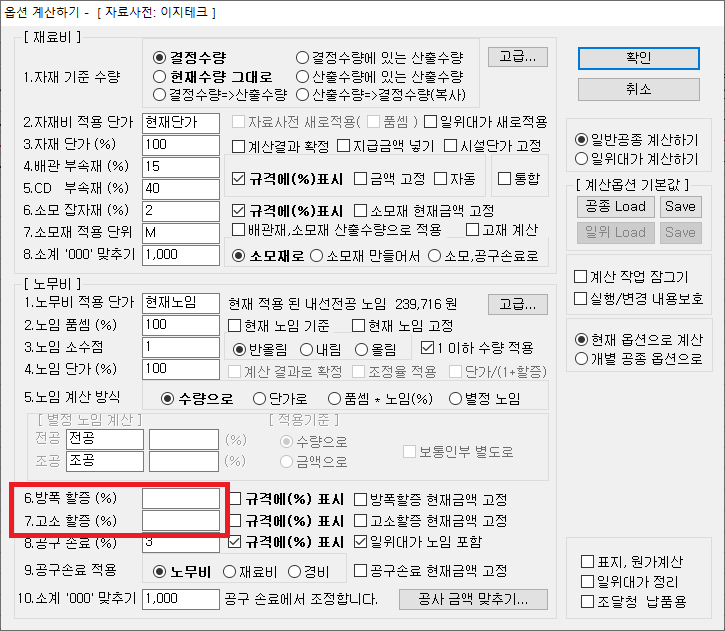 옵션 계산하기 - [ 자료사전: 이지테크 ]
[ 재료비 ]
1.자재 기준 수량
결정수량 결정수량에 있는 산출수량
현재수량 그대로 산출수량에 있는 산출수량
결정수량=>산출수량 산출수량=>결정수량(복사)
고급...
2.자재비 적용 단가 현재단가 자료사전 새로적용( 품셈 ) 일위대가 새로적용
3.자재 단가 (%) 100 계산결과 확정 지급금액 넣기 시설단가 고정
4.배관 부속재 (%) 15
5.CD 부속재 (%) 40
규격에(%)표시 금액 고정 자동 통합
6.소모 잡자재 (%) 2 규격에(%)표시 소모재 현재금액 고정
7.소모재 적용 단위 M 배관재,소모재 산출수량으로 적용 고재 계산
8.소계 '000' 맞추기 1,000 소모재로 소모재 만들어서 소모,공구손료로
[ 노무비 ]
1.노무비 적용 단가 현재노임 현재 적용 된 내선전공 노임 239,716 원 고급...
2.노임 품셈 (%) 100 현재 노임 기준 현재 노임 고정
3.노임 소수점 1 반올림 내림 올림 1 이하 수량 적용
4.노임 단가 (%) 100 계산 결과로 확정 조정율 적용 단가/(1+할증)
5.노임 계산 방식 수량으로 단가로 품셈 * 노임(%) 별정 노임
[ 별정 노임 계산 ] [ 적용기준 ]
전공 전공 (%) 수량으로
조공 조공 (%) 금액으로
보통인부 별도로
6.방폭 할증 (%) 규격에(%) 표시 방폭할증 현재금액 고정
7.고소 할증 (%) 규격에(%) 표시 고소할증 현재금액 고정
8.공구 손료 (%) 3 규격에(%) 표시 일위대가 노임 포함
9.공구손료 적용 노무비 재료비 경비 공구손료 현재금액 고정
10.소계 '000' 맞추기 1,000 공구 손료에서 조정합니다. 공사 금액 맞추기...
확인
취소
일반공종 계산하기
일위대가 계산하기
[ 계산옵션 기본값 ]
공종 Load Save
일위 Load Save
계산 작업 잠그기
실행/변경 내용보호
현재 옵션으로 계산
개별 공종 옵션으로
표지, 원가계산
일위대가 정리
조달청 납품용